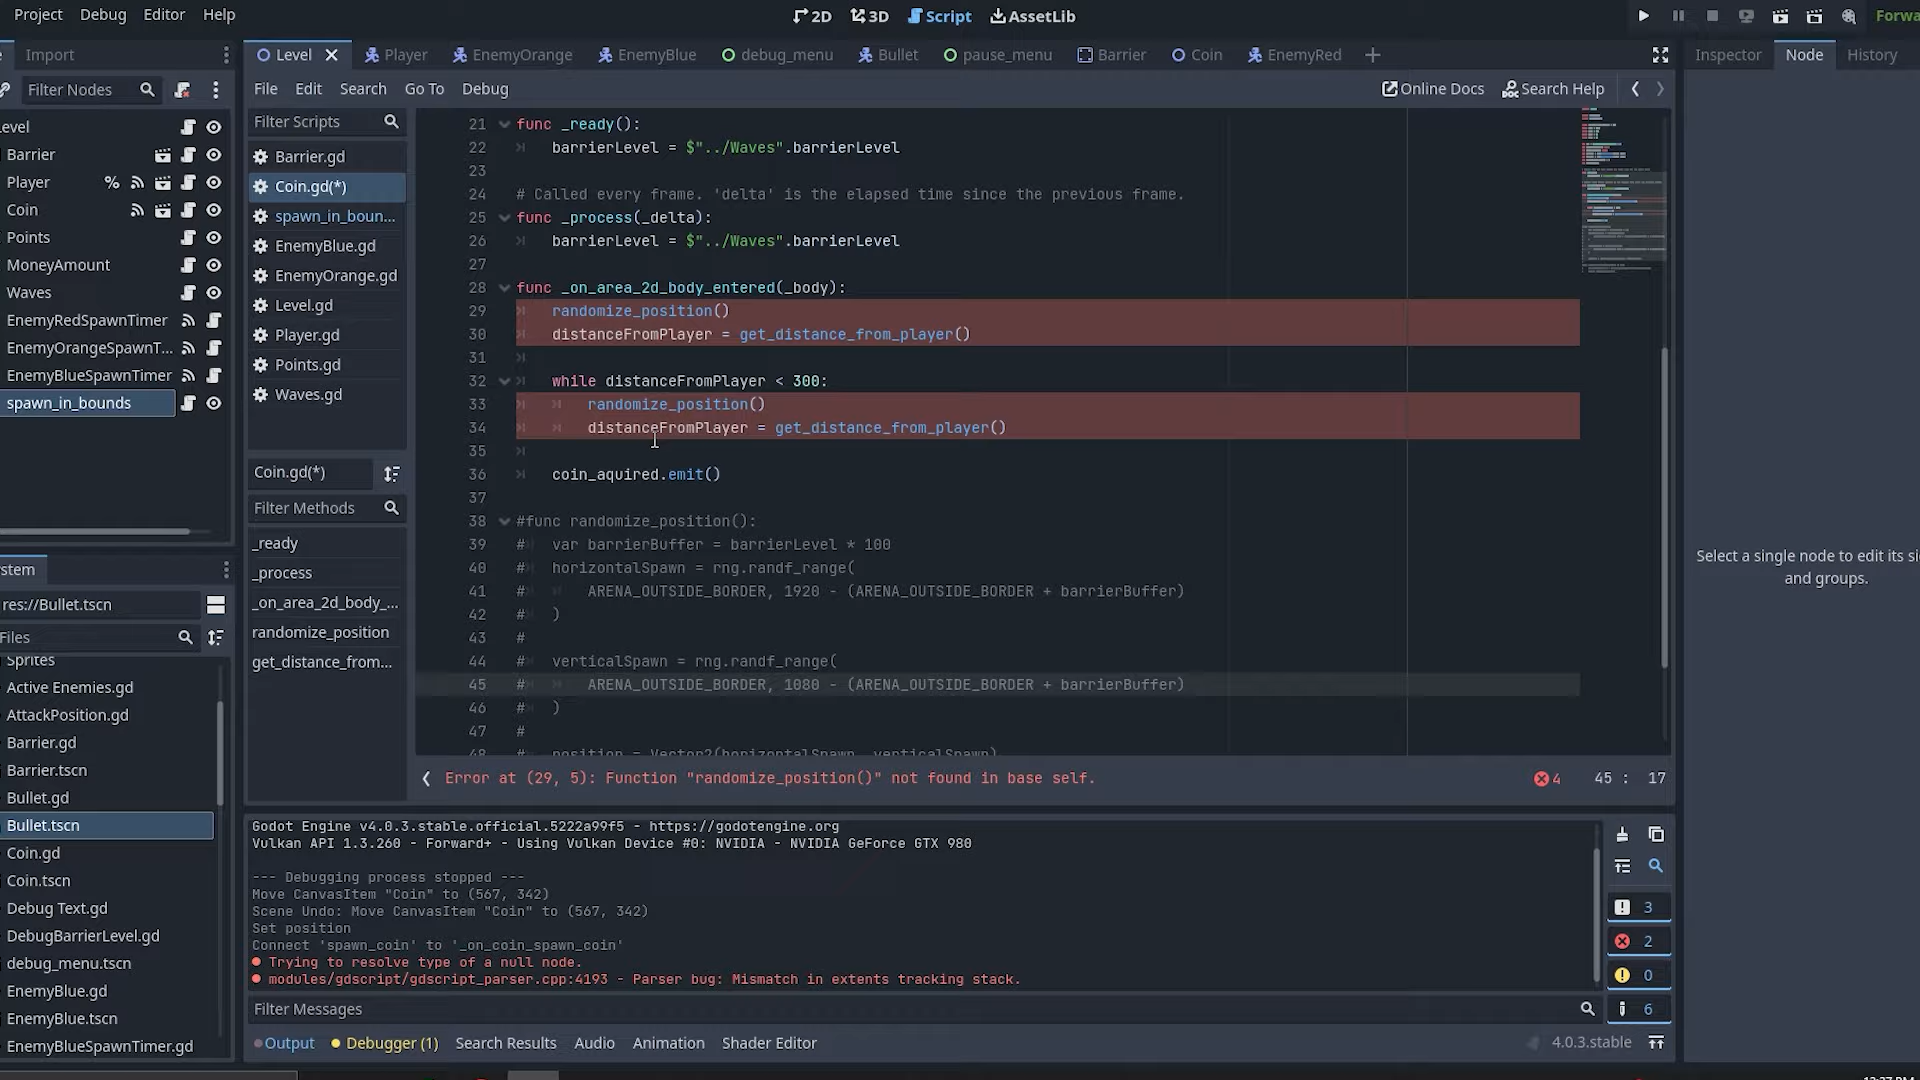 Project Debug Editor Help
2D 3D Script AssetLib
Forwa
Import
Level Player EnemyOrange EnemyBlue debug_menu Bullet pause_menu Barrier Coin EnemyRed
Inspector Node History
Filter Nodes
File Edit Search Go To Debug
Online Docs Search Help
evel
Barrier
Player %
Coin
Points
MoneyAmount
Waves
EnemyRedSpawnTimer
EnemyOrangeSpawnT...
EnemyBlueSpawnTimer
spawn_in_bounds
stem
res://Bullet.tscn
Files
Sprites
Active Enemies.gd
AttackPosition.gd
Barrier.gd
Barrier.tscn
Bullet.gd
Bullet.tscn
Coin.gd
Coin.tscn
Debug Text.gd
DebugBarrierLevel.gd
debug_menu.tscn
EnemyBlue.gd
EnemyBlue.tscn
EnemyBlueSpawnTimer.gd
Filter Scripts
Barrier.gd
Coin.gd(*)
spawn_in_boun...
EnemyBlue.gd
EnemyOrange.gd
Level.gd
Player.gd
Points.gd
Waves.gd
Coin.gd(*)
Filter Methods
_ready
_process
_on_area_2d_body_...
randomize_position
get_distance_from...
21 func _ready():
22 barrierLevel = $"../Waves".barrierLevel
23
24 # Called every frame. 'delta' is the elapsed time since the previous frame.
25 func _process(_delta):
26 barrierLevel = $"../Waves".barrierLevel
27
28 func _on_area_2d_body_entered(_body):
29 randomize_position()
30 distanceFromPlayer = get_distance_from_player()
31
32 while distanceFromPlayer < 300:
33 randomize_position()
34 distanceFromPlayer = get_distance_from_player()
35
36 coin_aquired.emit()
37
38 #func randomize_position():
39 # var barrierBuffer = barrierLevel * 100
40 # horizontalSpawn = rng.randf_range(
41 # ARENA_OUTSIDE_BORDER, 1920 - (ARENA_OUTSIDE_BORDER + barrierBuffer)
42 # )
43 #
44 # verticalSpawn = rng.randf_range(
45 # ARENA_OUTSIDE_BORDER, 1080 - (ARENA_OUTSIDE_BORDER + barrierBuffer)
46 # )
47 #
48 # position = Vector2(horizontalSpawn, verticalSpawn)
Error at (29, 5): Function "randomize_position()" not found in base self.
4 45 : 17
Godot Engine v4.0.3.stable.official.5222a99f5 - https://godotengine.org
Vulkan API 1.3.260 - Forward+ - Using Vulkan Device #0: NVIDIA - NVIDIA GeForce GTX 980
--- Debugging process stopped ---
Move CanvasItem "Coin" to (567, 342)
Scene Undo: Move CanvasItem "Coin" to (567, 342)
Set position
Connect 'spawn_coin' to '_on_coin_spawn_coin'
Trying to resolve type of a null node.
modules/gdscript/gdscript_parser.cpp:4193 - Parser bug: Mismatch in extents tracking stack.
Filter Messages
3
2
0
6
Output Debugger (1) Search Results Audio Animation Shader Editor
4.0.3.stable
Select a single node to edit its si
and groups.